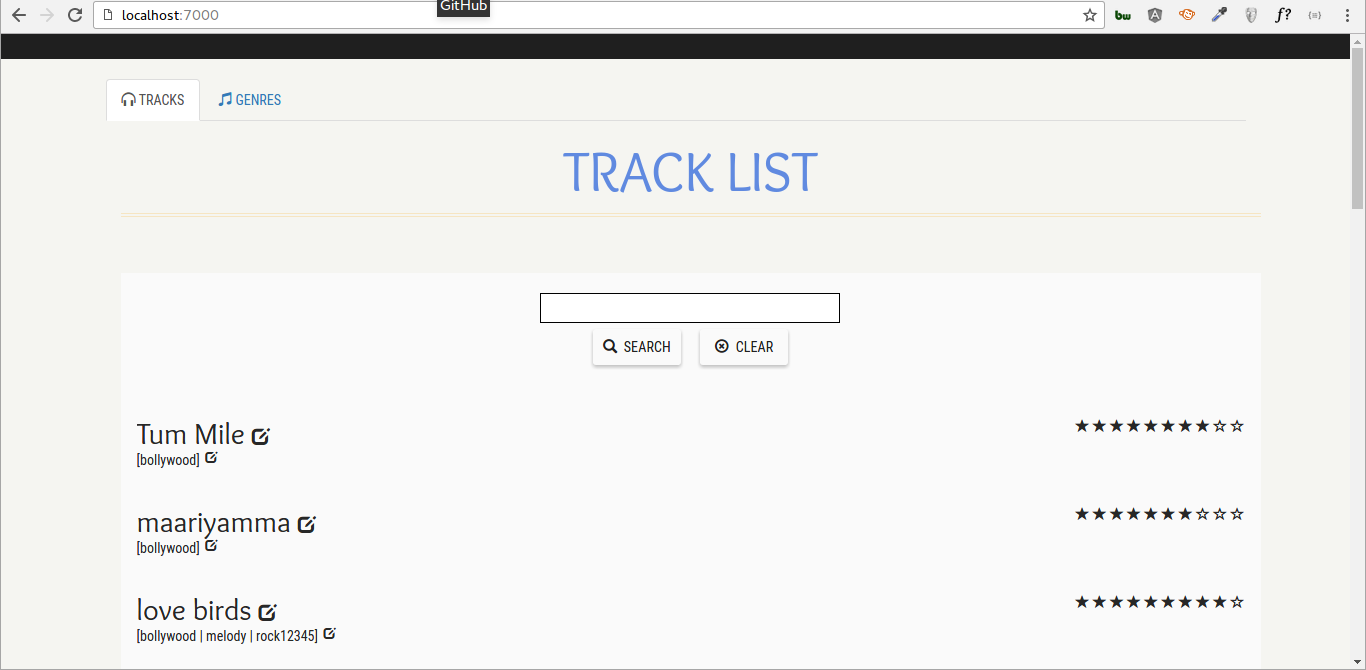 GitHub
localhost:7000
TRACKS GENRES
TRACK LIST
SEARCH CLEAR
Tum Mile
[bollywood]
maariyamma
[bollywood]
love birds
[bollywood | melody | rock12345]